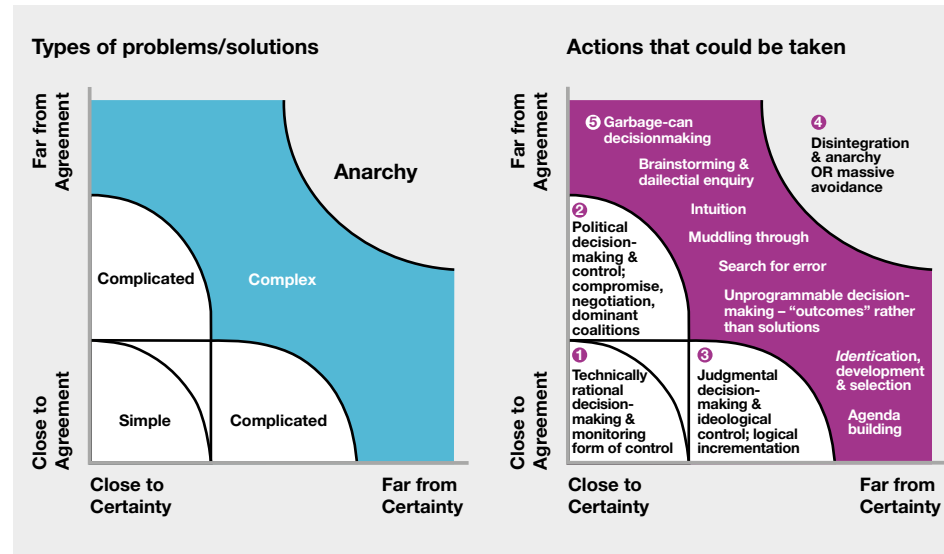 Types of problems/solutions
Far from
Agreement
Close to
Agreement
Anarchy
Complicated
Complex
Simple
Complicated
Close to
Certainty
Far from
Certainty
Actions that could be taken
Far from
Agreement
Close to
Agreement
5 Garbage-can
decisionmaking
Brainstorming &
dailectial enquiry
Intuition
Muddling through
Search for error
Unprogrammable decision-
making – “outcomes” rather
than solutions
Identication,
development
& selection
Agenda
building
4
Disintegration
& anarchy
OR massive
avoidance
2
Political
decision-
making &
control;
compromise,
negotiation,
dominant
coalitions
1
Technically
rational
decision-
making &
monitoring
form of control
3
Judgmental
decision-
making &
ideological
control; logical
incrementation
Close to
Certainty
Far from
Certainty